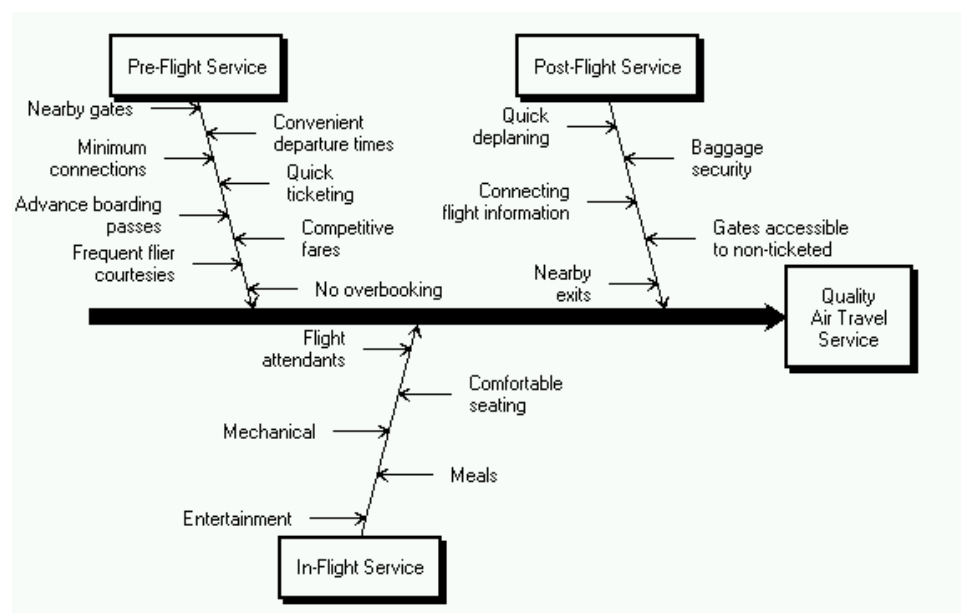 Pre-Flight Service
Post-Flight Service
Nearby gates
Convenient
departure times
Minimum
connections
Quick
ticketing
Advance boarding
passes
Competitive
fares
Frequent flier
courtesies
No overbooking
Quick
deplaning
Baggage
security
Connecting
flight information
Gates accessible
to non-ticketed
Nearby
exits
Quality
Air Travel
Service
Flight
attendants
Comfortable
seating
Mechanical
Meals
Entertainment
In-Flight Service